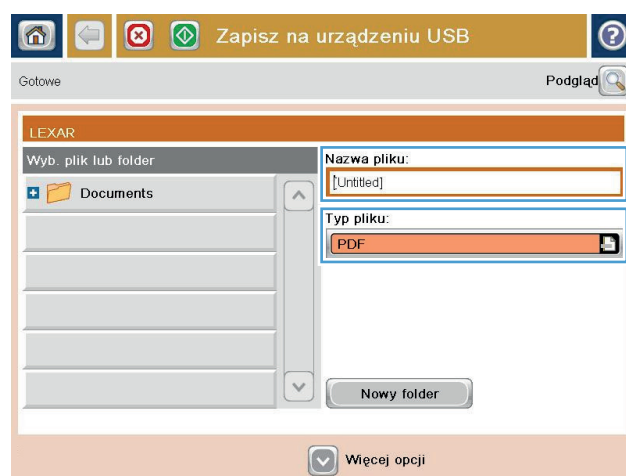 Zapisz na urządzeniu USB
Gotowe
Podgląd
LEXAR
Wyb. plik lub folder
Nazwa pliku:
[Untitled]
Documents
Typ pliku:
PDF
Nowy folder
Więcej opcji